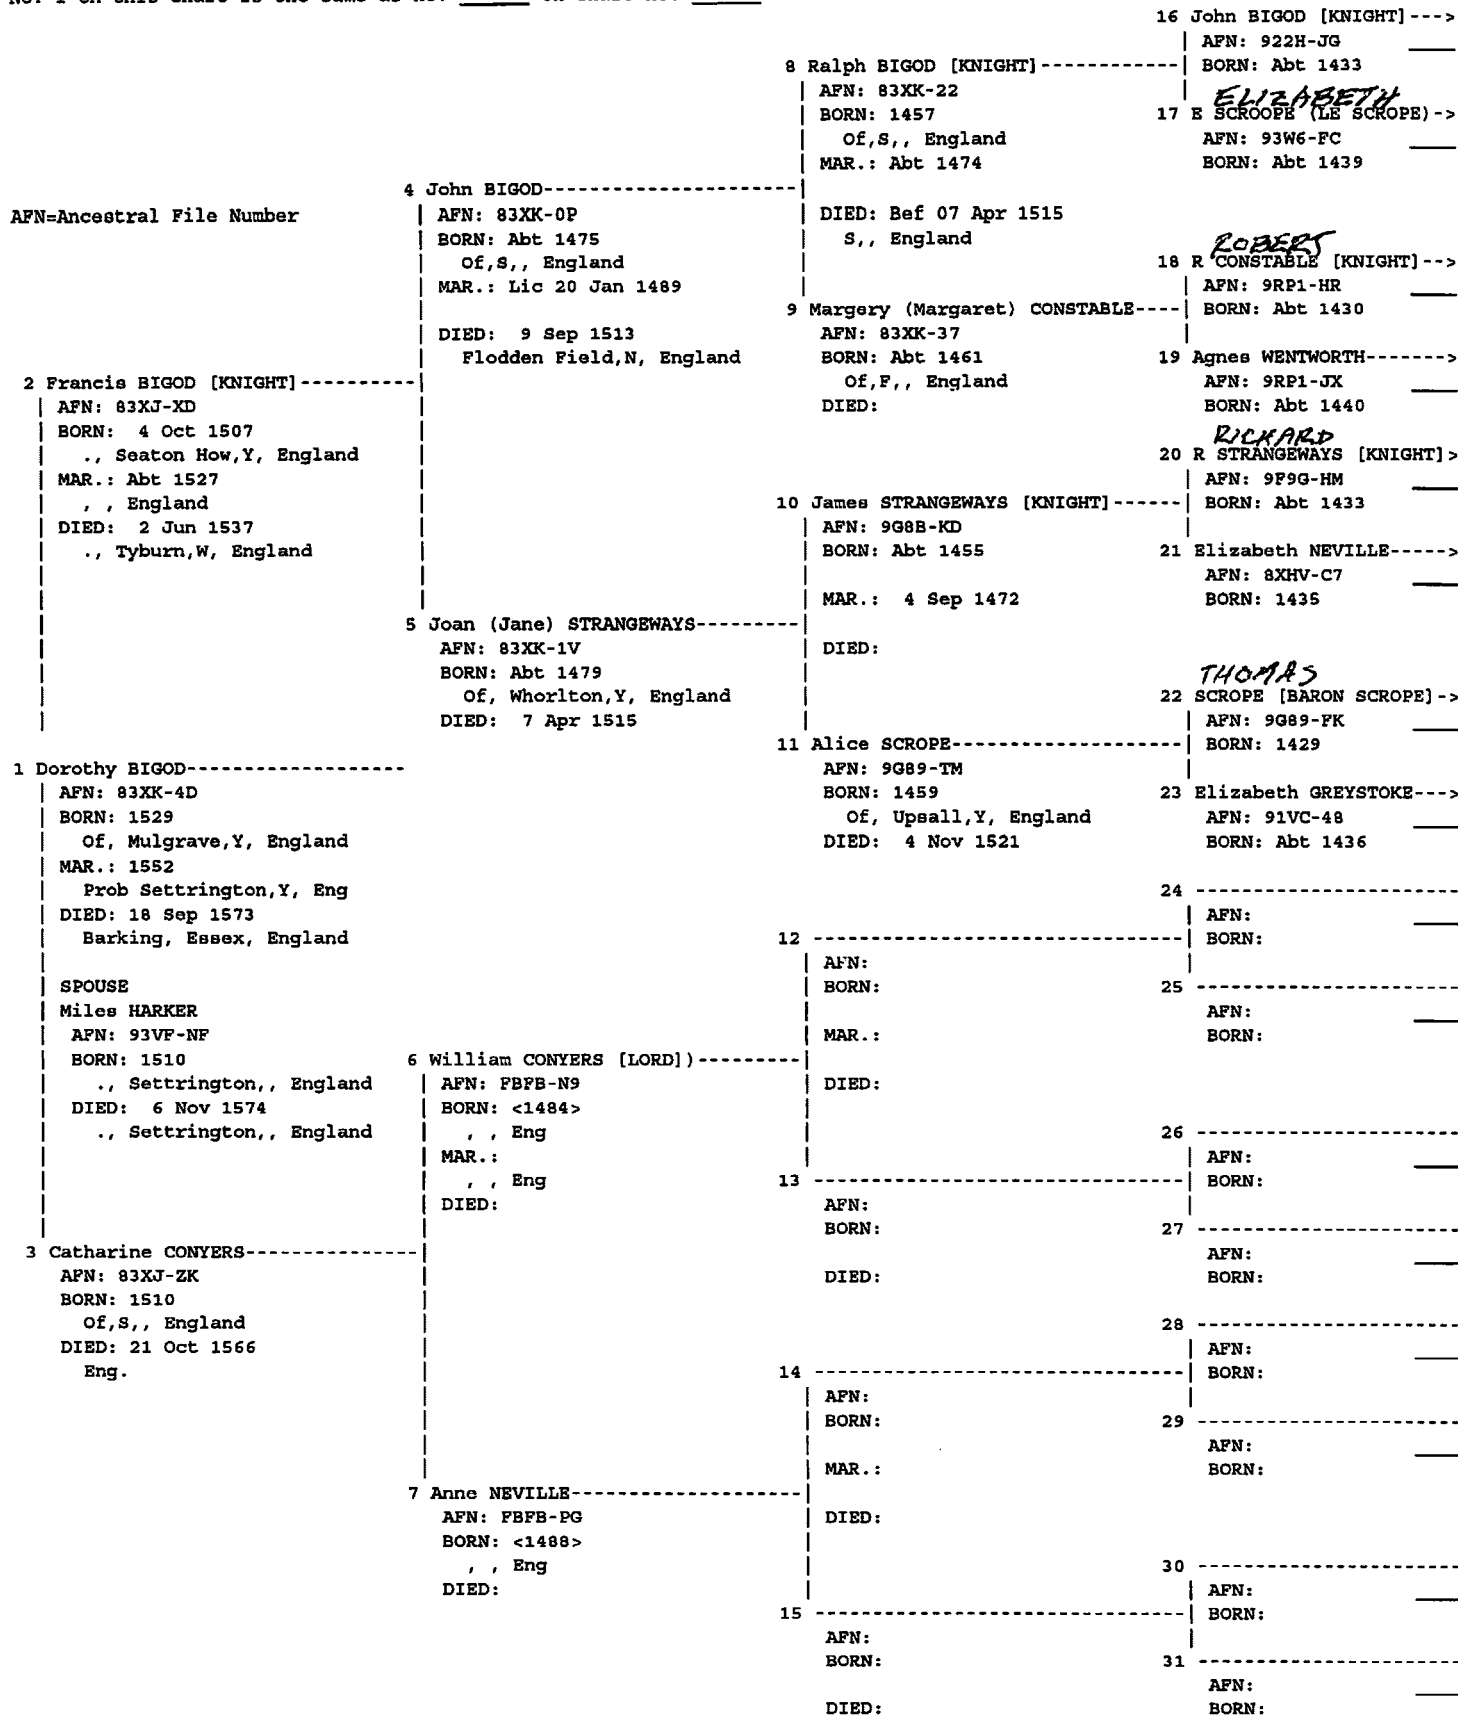 16 John BIGOD [KNIGHT]--->
AFN: 922H-JG
BORN: Abt 1433
8 Ralph BIGOD [KNIGHT]------------
AFN: 83XK-22
BORN: 1457
Of,S,, England
MAR.: Abt 1474
DIED: Bef 07 Apr 1515
S,, England
ELIZABETH
17 E SCROOPE (LE SCROPE)->
AFN: 93W6-FC
BORN: Abt 1439
4 John BIGOD---------------------
AFN: 83XK-0P
BORN: Abt 1475
Of,S,, England
MAR.: Lic 20 Jan 1489
DIED: 9 Sep 1513
Flodden Field,N, England
AFN=Ancestral File Number
ROBERT
18 R CONSTABLE [KNIGHT]-->
AFN: 9RP1-HR
BORN: Abt 1430
9 Margery (Margaret) CONSTABLE----
AFN: 83XK-37
BORN: Abt 1461
Of,F,, England
DIED:
19 Agnes WENTWORTH------->
AFN: 9RP1-JX
BORN: Abt 1440
2 Francis BIGOD [KNIGHT]----------
AFN: 83XJ-XD
BORN: 4 Oct 1507
., Seaton How,Y, England
MAR.: Abt 1527
, , England
DIED: 2 Jun 1537
., Tyburn,W, England
RICHARD
20 R STRANGEWAYS [KNIGHT]>
AFN: 9F9G-HM
BORN: Abt 1433
10 James STRANGEWAYS [KNIGHT]------
AFN: 9G8B-KD
BORN: Abt 1455
MAR.: 4 Sep 1472
DIED:
21 Elizabeth NEVILLE----->
AFN: 8XHV-C7
BORN: 1435
5 Joan (Jane) STRANGEWAYS---------
AFN: 83XK-1V
BORN: Abt 1479
Of, Whorlton,Y, England
DIED: 7 Apr 1515
THOMAS
22 SCROPE [BARON SCROPE]->
AFN: 9G89-FK
BORN: 1429
11 Alice SCROPE-------------------
AFN: 9G89-TM
BORN: 1459
Of, Upsall,Y, England
DIED: 4 Nov 1521
23 Elizabeth GREYSTOKE--->
AFN: 91VC-48
BORN: Abt 1436
1 Dorothy BIGOD------------------
AFN: 83XK-4D
BORN: 1529
Of, Mulgrave,Y, England
MAR.: 1552
Prob Settrington,Y, Eng
DIED: 18 Sep 1573
Barking, Essex, England
SPOUSE
Miles HARKER
AFN: 93VF-NF
BORN: 1510
., Settrington,, England
DIED: 6 Nov 1574
., Settrington,, England
24 ----------------------
AFN:
BORN:
12 -------------------------------
AFN:
BORN:
MAR.:
DIED:
25 ----------------------
AFN:
BORN:
6 William CONYERS [LORD])---------
AFN: FBFB-N9
BORN: <1484>
, , Eng
MAR.:
, , Eng
DIED:
26 ----------------------
AFN:
BORN:
13 -------------------------------
AFN:
BORN:
DIED:
27 ----------------------
AFN:
BORN:
3 Catharine CONYERS---------------
AFN: 83XJ-ZK
BORN: 1510
Of,S,, England
DIED: 21 Oct 1566
Eng.
28 ----------------------
AFN:
BORN:
14 -------------------------------
AFN:
BORN:
MAR.:
DIED:
29 ----------------------
AFN:
BORN:
7 Anne NEVILLE--------------------
AFN: FBFB-PG
BORN: <1488>
, , Eng
DIED:
30 ----------------------
AFN:
BORN:
15 -------------------------------
AFN:
BORN:
DIED:
31 ----------------------
AFN:
BORN: